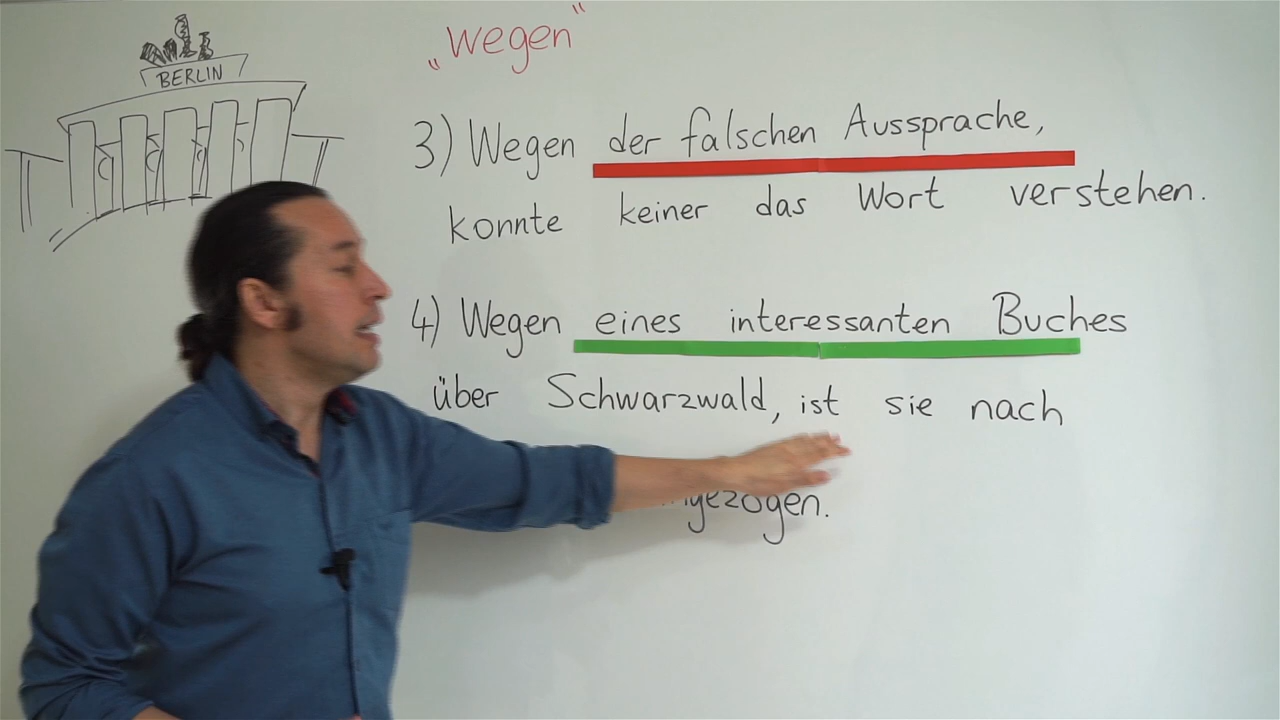 BERLIN
„wegen“
3) Wegen der falschen Aussprache,
konnte keiner das Wort verstehen.
4) Wegen eines interessanten Buches
über Schwarzwald, ist sie nach